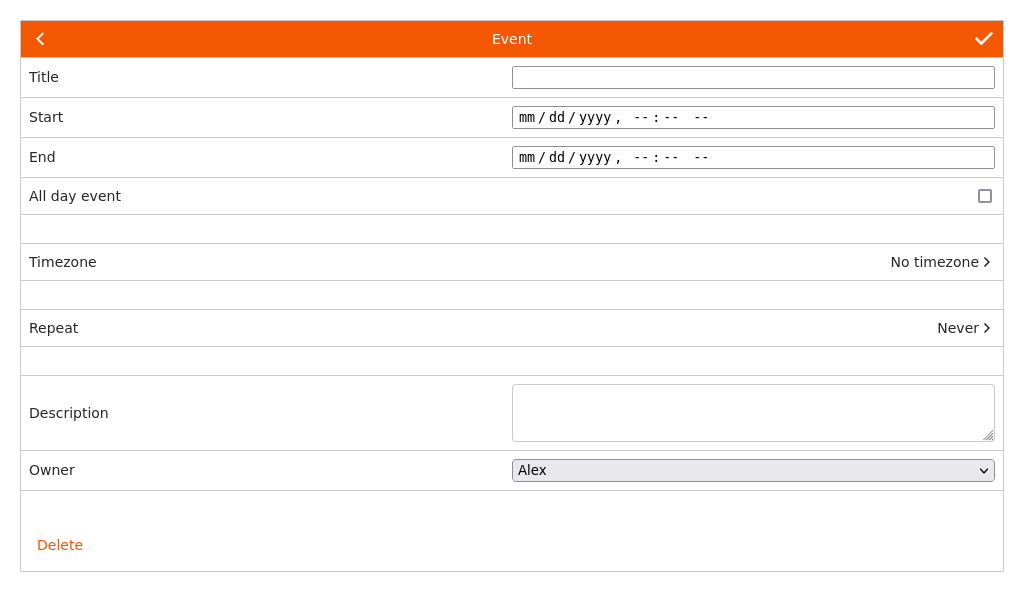 Event
Title
Start mm/dd/yyyy, --:-- --
End mm/dd/yyyy, --:-- --
All day event
Timezone No timezone
Repeat Never
Description
Owner Alex
Delete